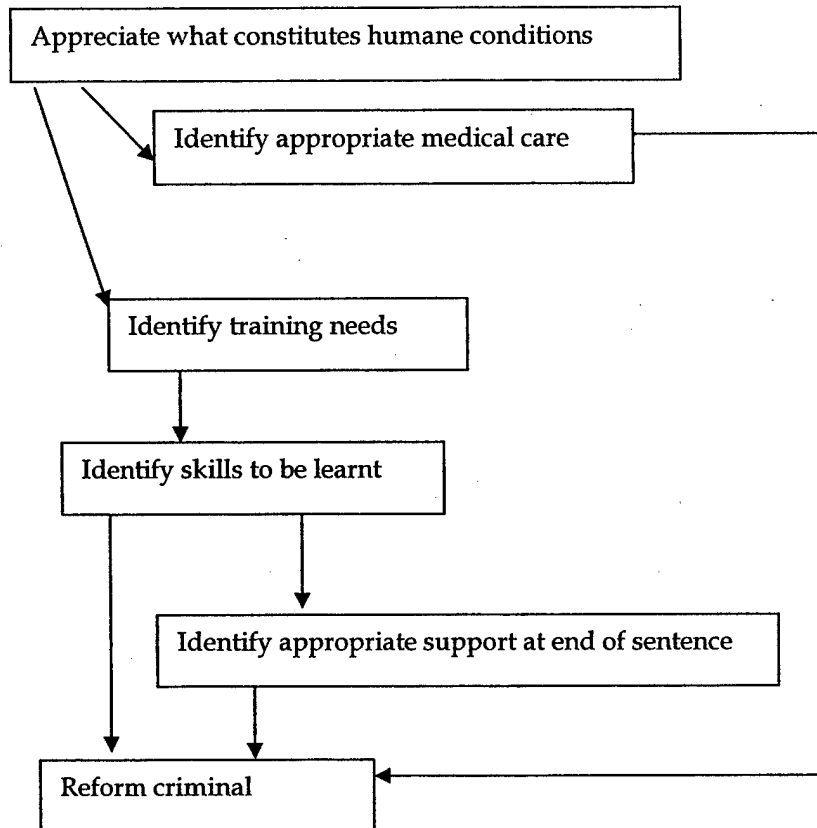 Appreciate what constitutes humane conditions
Identify appropriate medical care
Identify training needs
Identify skills to be learnt
Identify appropriate support at end of sentence
Reform criminal